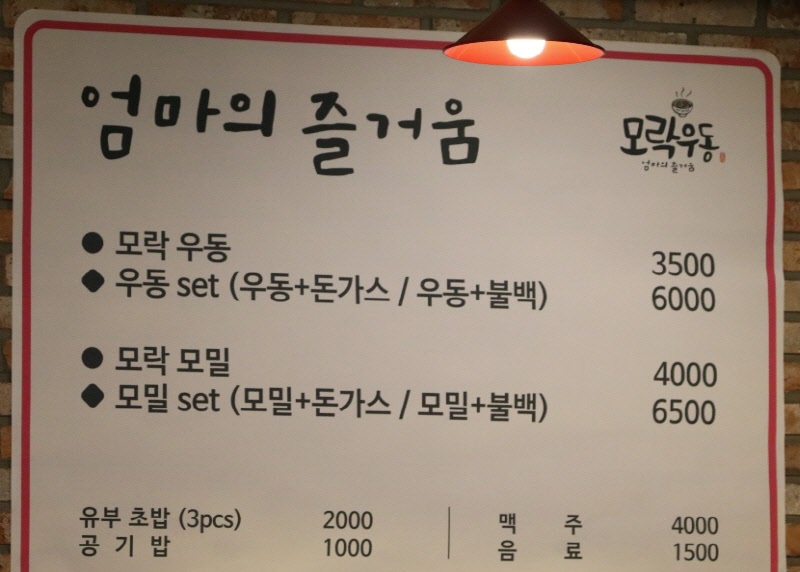 엄마의 즐거움
모락우동
엄마의 즐거움
● 모락 우동 3500
◆ 우동 set (우동+돈가스 / 우동+불백) 6000
● 모락 모밀 4000
◆ 모밀 set (모밀+돈가스 / 모밀+불백) 6500
유부 초밥 (3pcs) 2000
공 기 밥 1000
맥 주 4000
음 료 1500